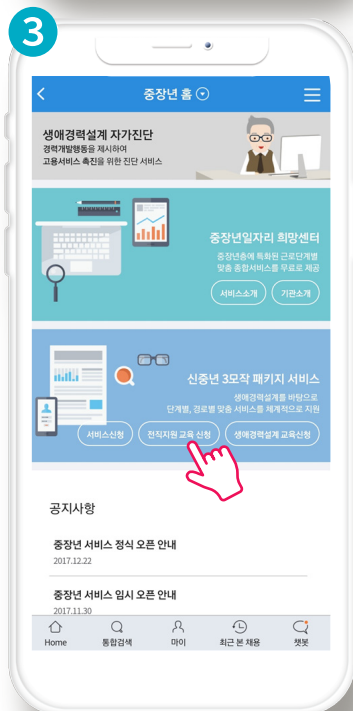 3
중장년 홈
생애경력설계 자가진단
경력개발행동을 제시하여
고용서비스 촉진을 위한 진단 서비스
중장년일자리 희망센터
중장년층에 특화된 근로단계별
맞춤 종합서비스를 무료로 제공
서비스소개 기관소개
신중년 3모작 패키지 서비스
생애경력설계를 바탕으로
단계별, 경로별 맞춤 서비스를 체계적으로 지원
서비스신청 전직지원 교육 신청 생애경력설계 교육신청
공지사항
중장년 서비스 정식 오픈 안내
2017.12.22
중장년 서비스 임시 오픈 안내
2017.11.30
Home 통합검색 마이 최근 본 채용 챗봇